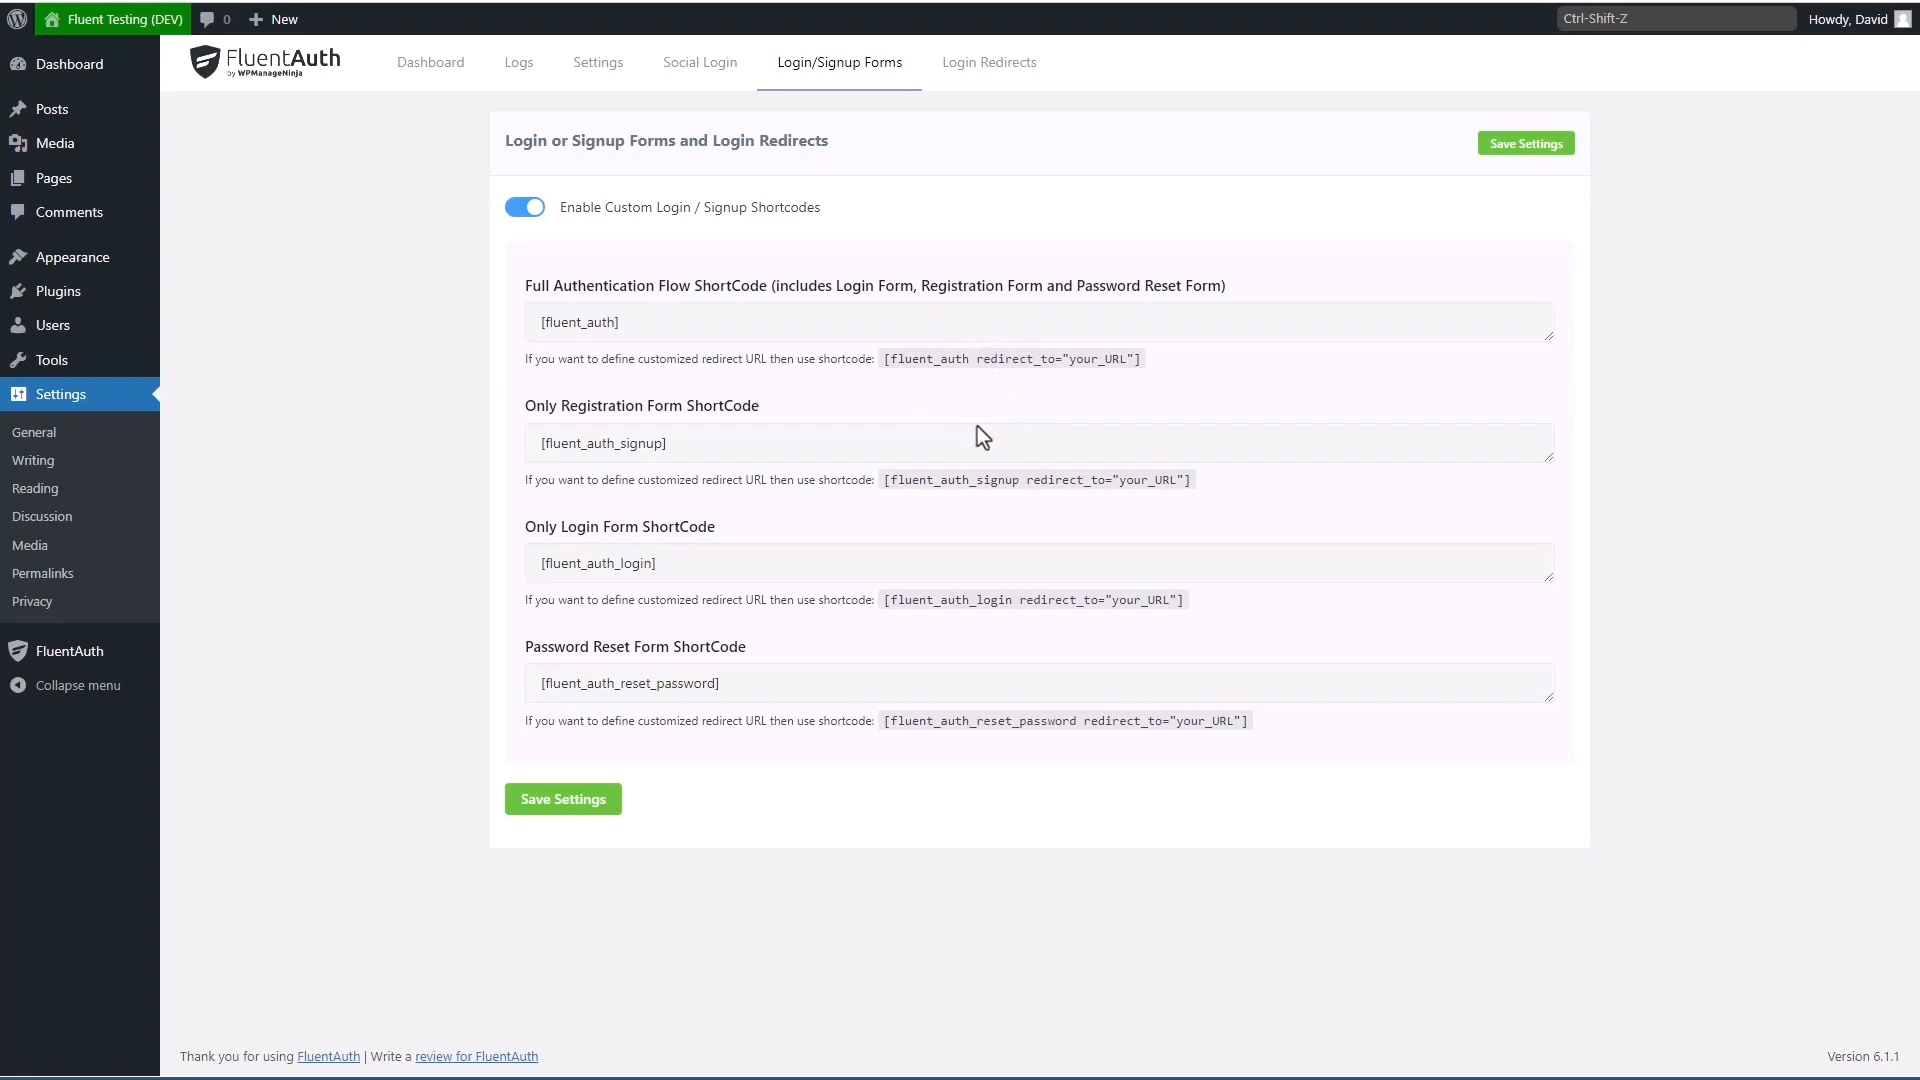 Fluent Testing (DEV)
0
New
Ctrl-Shift-Z
Howdy, David
Dashboard
Posts
Media
Pages
Comments
Appearance
Plugins
Users
Tools
Settings
General
Writing
Reading
Discussion
Media
Permalinks
Privacy
FluentAuth
Collapse menu
FluentAuth
by WPManageNinja
Dashboard
Logs
Settings
Social Login
Login/Signup Forms
Login Redirects
Login or Signup Forms and Login Redirects
Save Settings
Enable Custom Login / Signup Shortcodes
Full Authentication Flow ShortCode (includes Login Form, Registration Form and Password Reset Form)
[fluent_auth]
If you want to define customized redirect URL then use shortcode: [fluent_auth redirect_to="your_URL"]
Only Registration Form ShortCode
[fluent_auth_signup]
If you want to define customized redirect URL then use shortcode: [fluent_auth_signup redirect_to="your_URL"]
Only Login Form ShortCode
[fluent_auth_login]
If you want to define customized redirect URL then use shortcode: [fluent_auth_login redirect_to="your_URL"]
Password Reset Form ShortCode
[fluent_auth_reset_password]
If you want to define customized redirect URL then use shortcode: [fluent_auth_reset_password redirect_to="your_URL"]
Save Settings
Thank you for using FluentAuth | Write a review for FluentAuth
Version 6.1.1